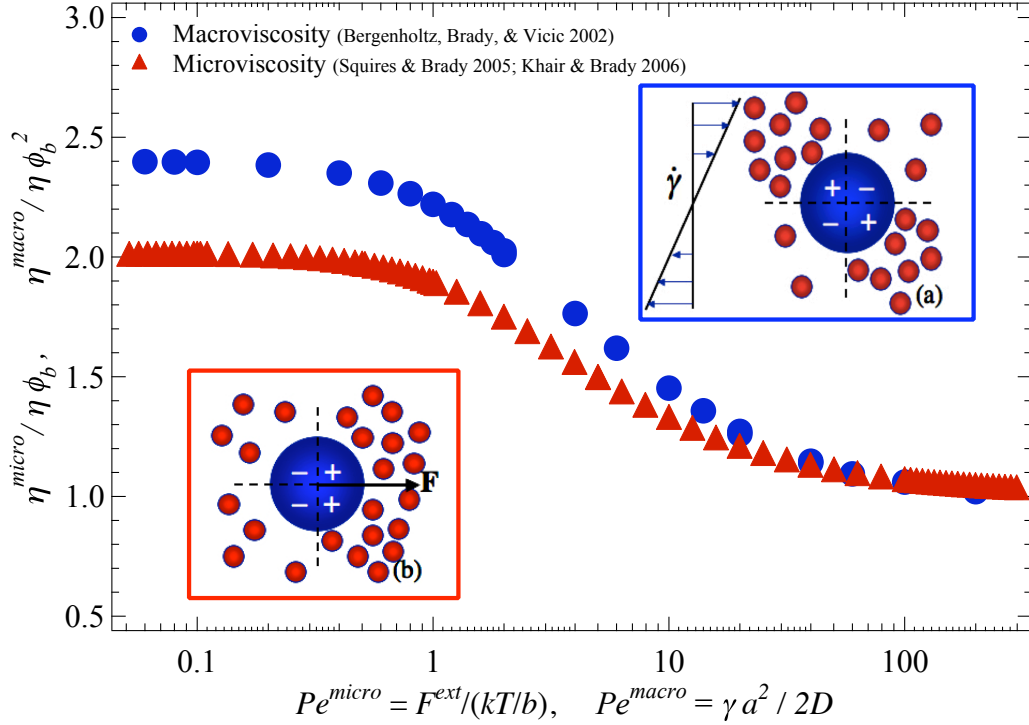 3.0
2.5
2.0
1.5
1.0
0.5
η^micro / η ϕ_b , η^macro / η ϕ_b^2
Macroviscosity (Bergenholtz, Brady, & Vicic 2002)
Microviscosity (Squires & Brady 2005; Khair & Brady 2006)
γ̇
+ −
− +
(a)
− +
− +
F
(b)
0.1 1 10 100
Pe^micro = F^ext/(kT/b), Pe^macro = γ a^2 / 2D